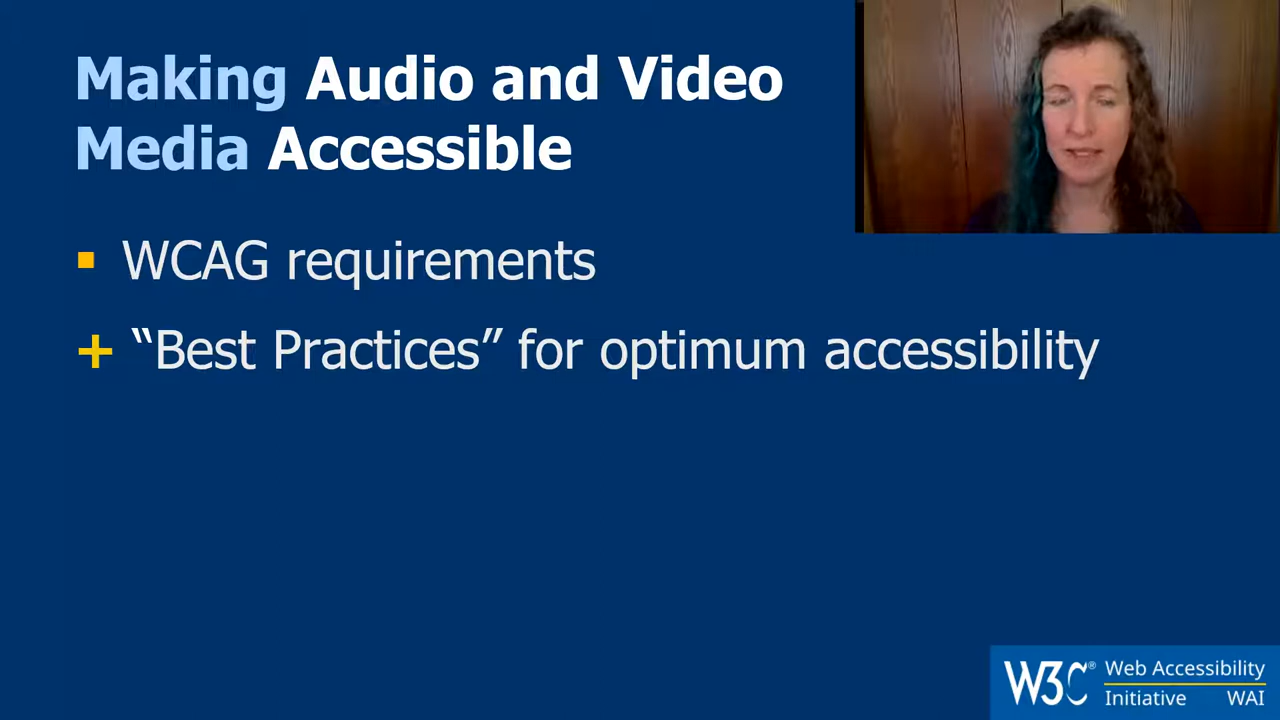 Making Audio and Video
Media Accessible
▪ WCAG requirements
+ “Best Practices” for optimum accessibility
W3C® Web Accessibility
Initiative WAI